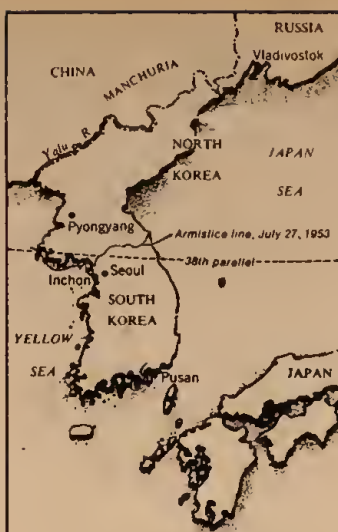 RUSSIA
Vladivostok
CHINA
MANCHURIA
Yalu R.
NORTH
KOREA
JAPAN
SEA
Pyongyang
Armistice line, July 27, 1953
38th parallel
Inchon
Seoul
SOUTH
KOREA
YELLOW
SEA
Pusan
JAPAN